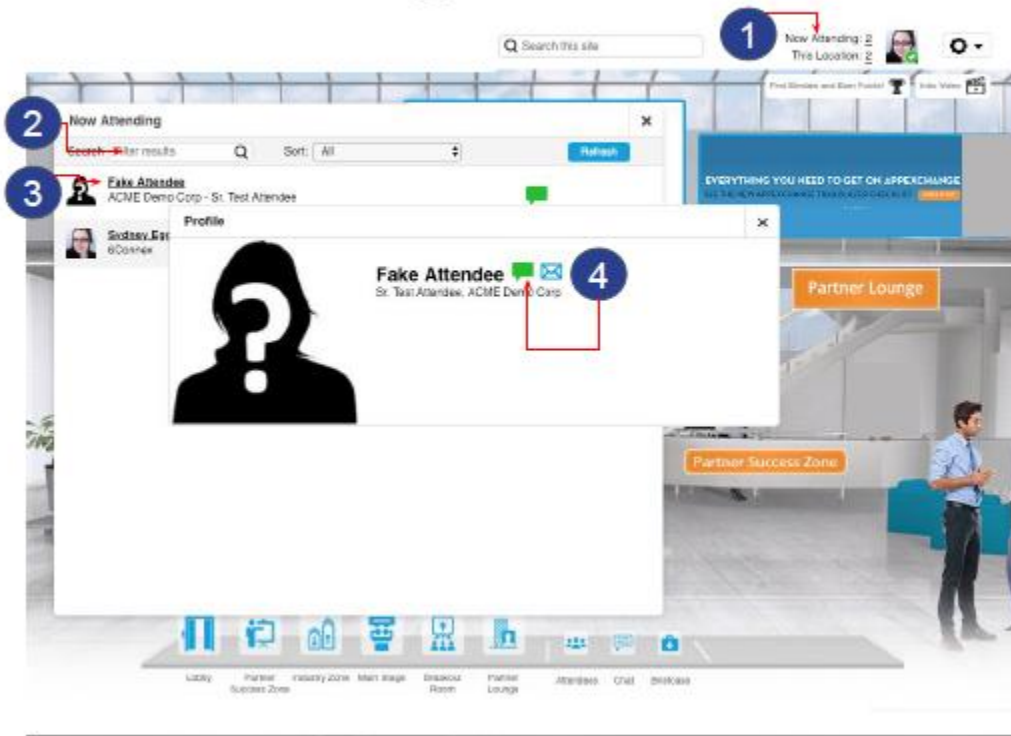 1
Search this site
Now Attending: 2
This Location: 2
Find Similars and Earn Points!
Intro Video
2
Now Attending
Search Filter results
Sort: All
Refresh
3
Fake Attendee
ACME Demo Corp - Sr. Test Attendee
Sydney
6Connex
Profile
Fake Attendee
4
Sr. Test Attendee, ACME Demo Corp
EVERYTHING YOU NEED TO GET ON APPEXCHANGE
Partner Lounge
Partner Success Zone
Lobby
Partner Success Zone
Industry Zone
Main Stage
Breakout Room
Partner Lounge
Attendees
Chat
Briefcase